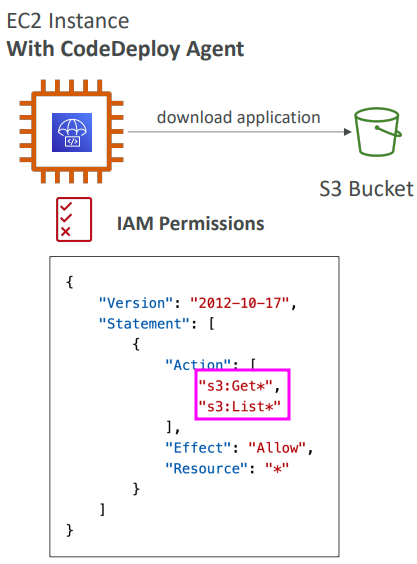 EC2 Instance
With CodeDeploy Agent
download application
S3 Bucket
IAM Permissions
{
"Version": "2012-10-17",
"Statement": [
{
"Action": [
"s3:Get*",
"s3:List*"
],
"Effect": "Allow",
"Resource": "*"
}
]
}